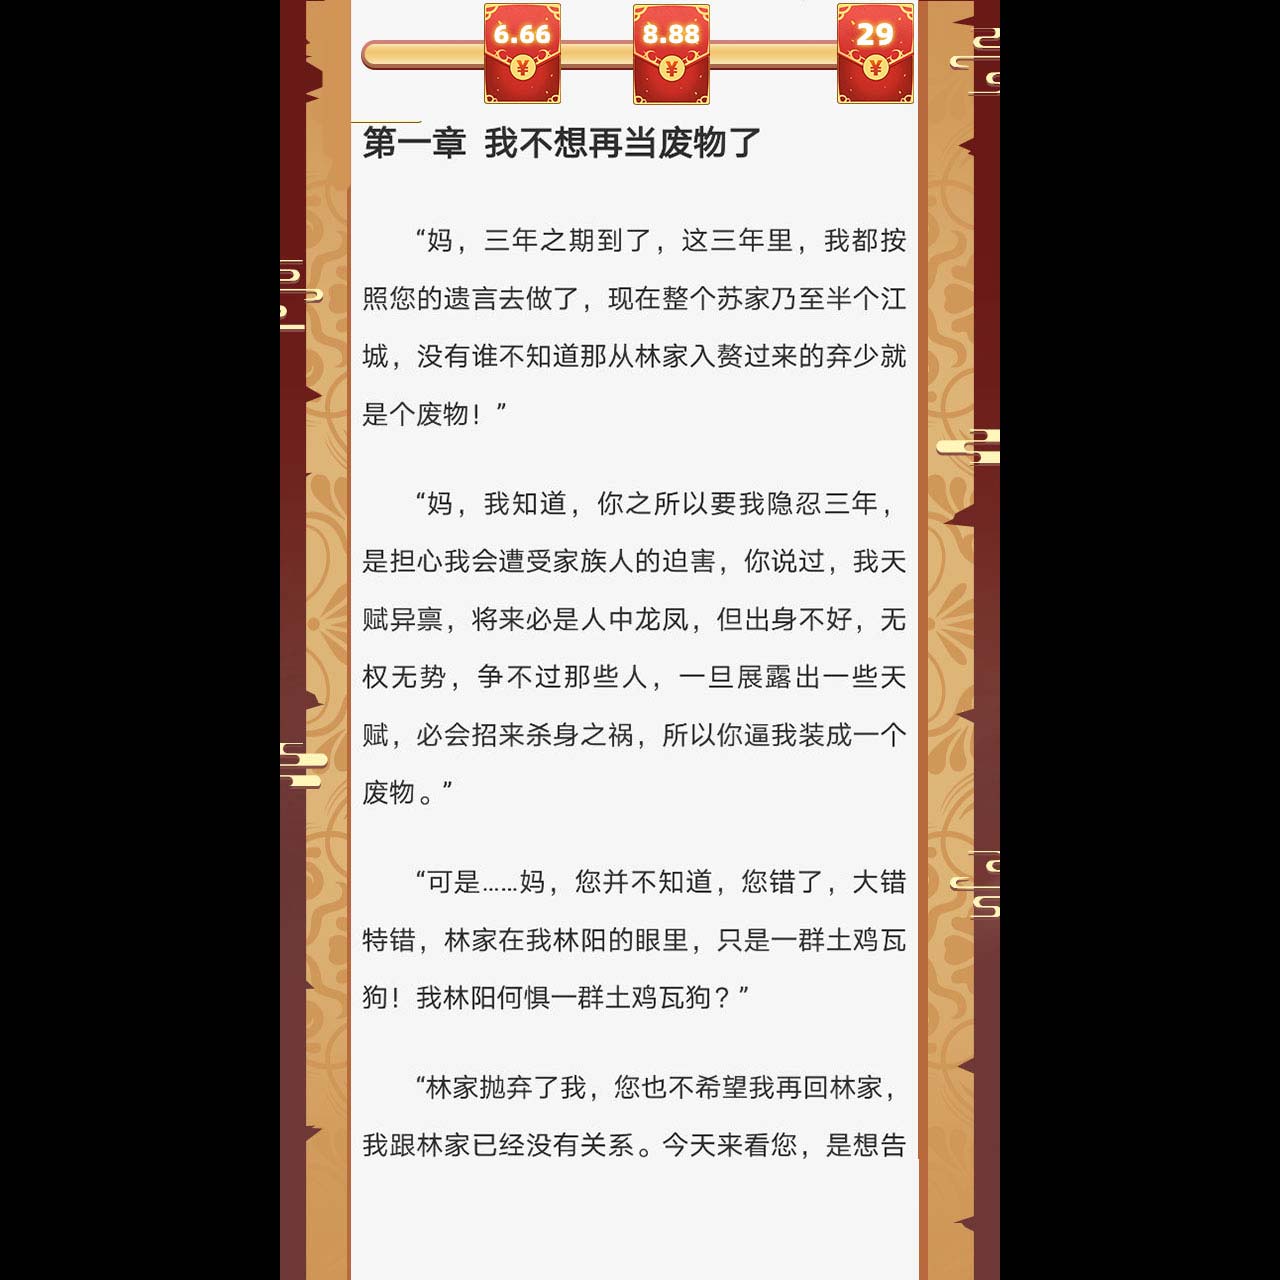 6.66
8.88
29
¥
¥
¥
第一章 我不想再当废物了
“妈，三年之期到了，这三年里，我都按
照您的遗言去做了，现在整个苏家乃至半个江
城，没有谁不知道那从林家入赘过来的弃少就
是个废物！”
“妈，我知道，你之所以要我隐忍三年，
是担心我会遭受家族人的迫害，你说过，我天
赋异禀，将来必是人中龙凤，但出身不好，无
权无势，争不过那些人，一旦展露出一些天
赋，必会招来杀身之祸，所以你逼我装成一个
废物。”
“可是……妈，您并不知道，您错了，大错
特错，林家在我林阳的眼里，只是一群土鸡瓦
狗！我林阳何惧一群土鸡瓦狗？”
“林家抛弃了我，您也不希望我再回林家，
我跟林家已经没有关系。今天来看您，是想告